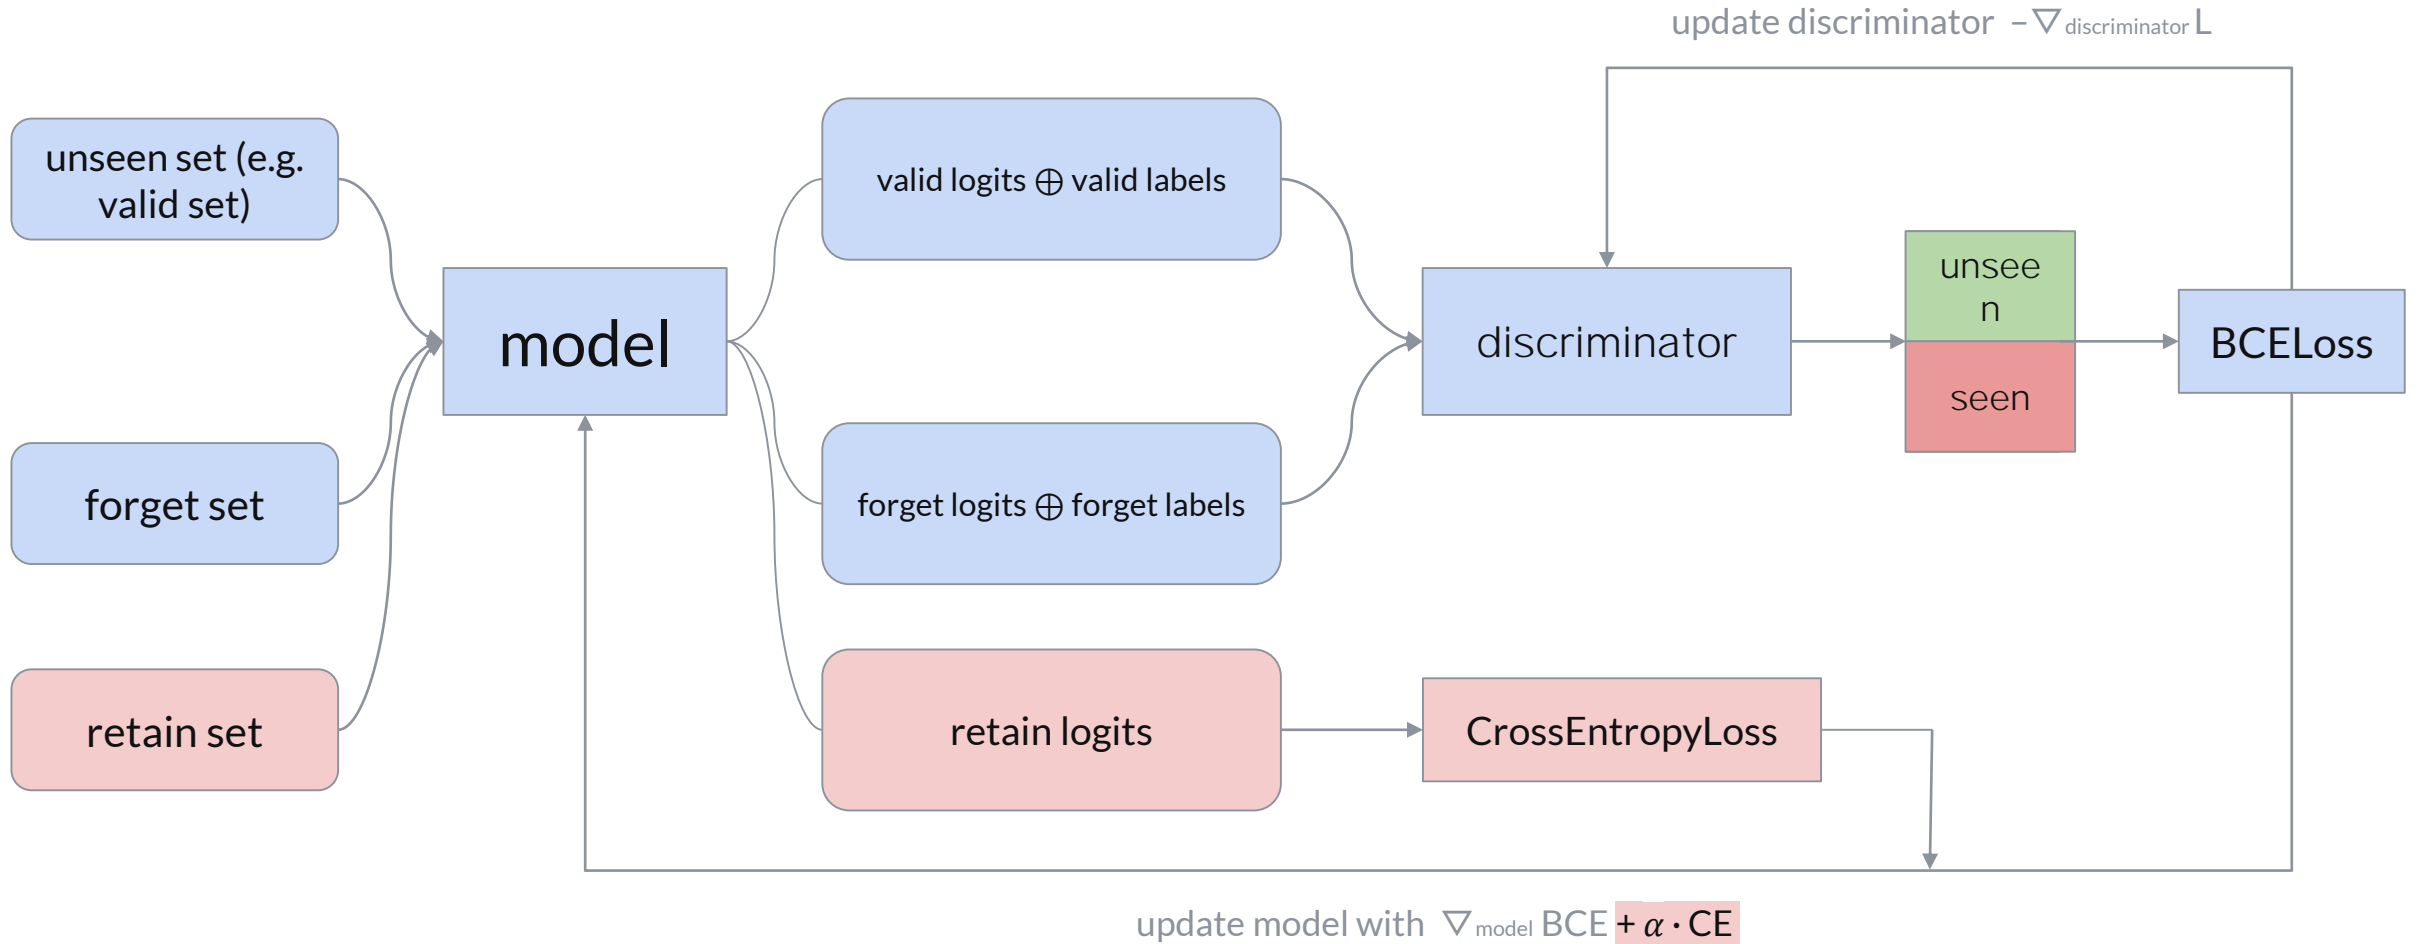 update discriminator −▽discriminator L
unseen set (e.g.
valid set)
valid logits ⊕ valid labels
model
discriminator
unsee
n
seen
BCELoss
forget set
forget logits ⊕ forget labels
retain set
retain logits
CrossEntropyLoss
update model with ▽model BCE + α · CE